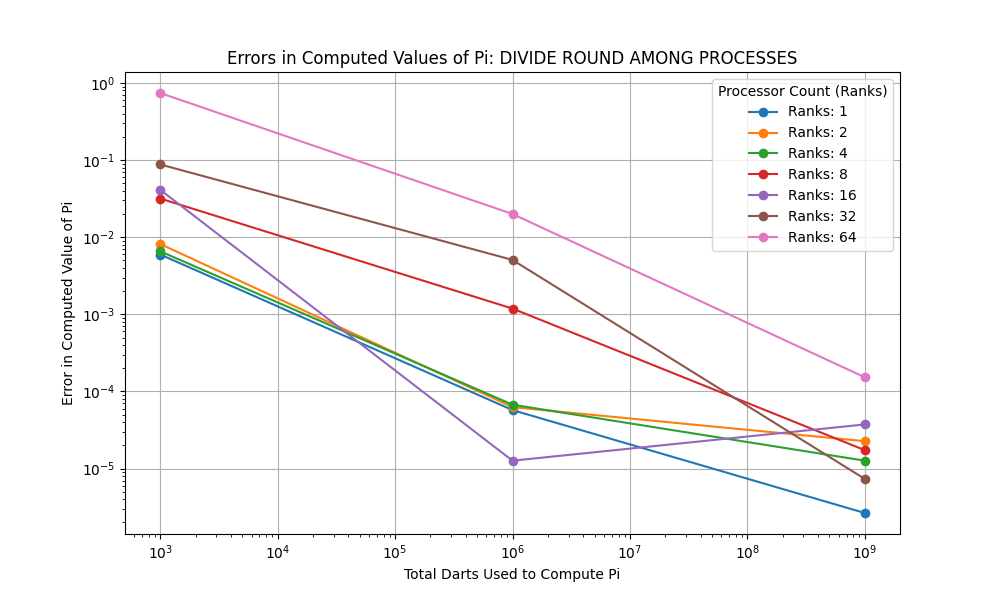 Errors in Computed Values of Pi: DIVIDE ROUND AMONG PROCESSES
Error in Computed Value of Pi
10⁰
10⁻¹
10⁻²
10⁻³
10⁻⁴
10⁻⁵
Processor Count (Ranks)
Ranks: 1
Ranks: 2
Ranks: 4
Ranks: 8
Ranks: 16
Ranks: 32
Ranks: 64
10³ 10⁴ 10⁵ 10⁶ 10⁷ 10⁸ 10⁹
Total Darts Used to Compute Pi